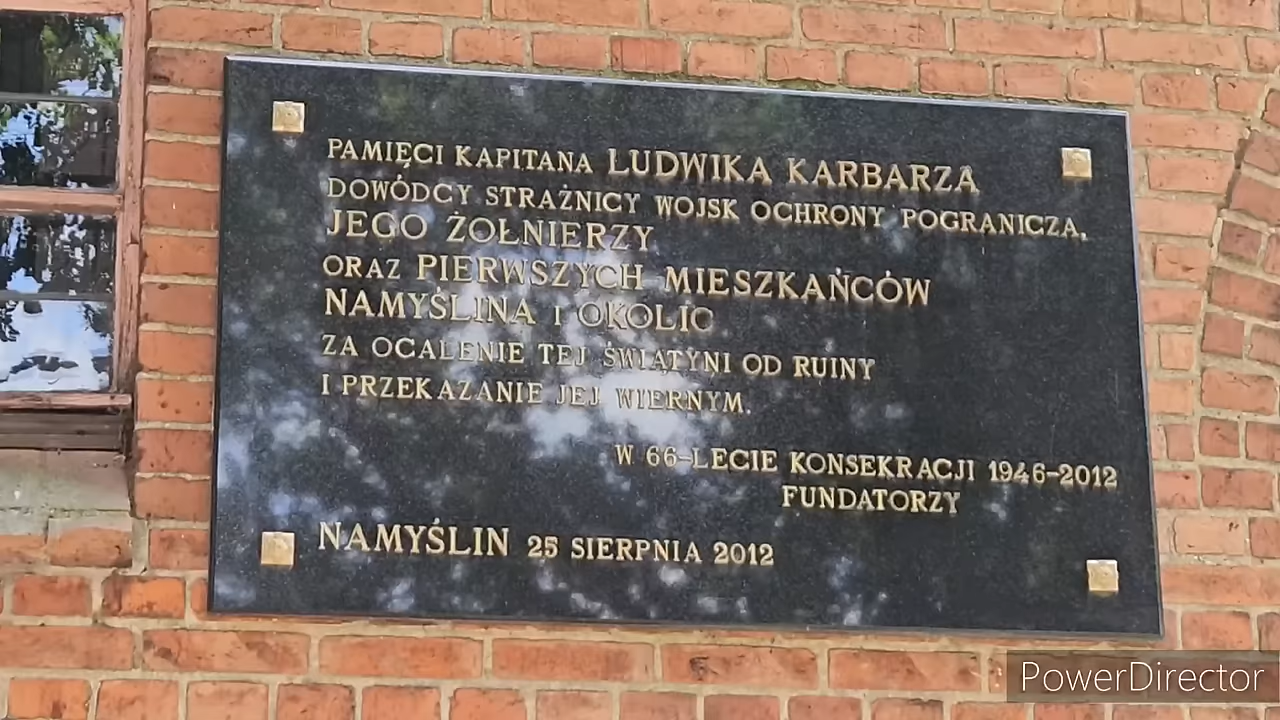 PAMIĘCI KAPITANA LUDWIKA KARBARZA
DOWÓDCY STRAŻNICY WOJSK OCHRONY POGRANICZA,
JEGO ŻOŁNIERZY
ORAZ PIERWSZYCH MIESZKAŃCÓW
NAMYŚLINA I OKOLIC
ZA OCALENIE TEJ ŚWIĄTYNI OD RUINY
I PRZEKAZANIE JEJ WIERNYM.
W 66-LECIE KONSEKRACJI 1946-2012
FUNDATORZY
NAMYŚLIN 25 SIERPNIA 2012
PowerDirector